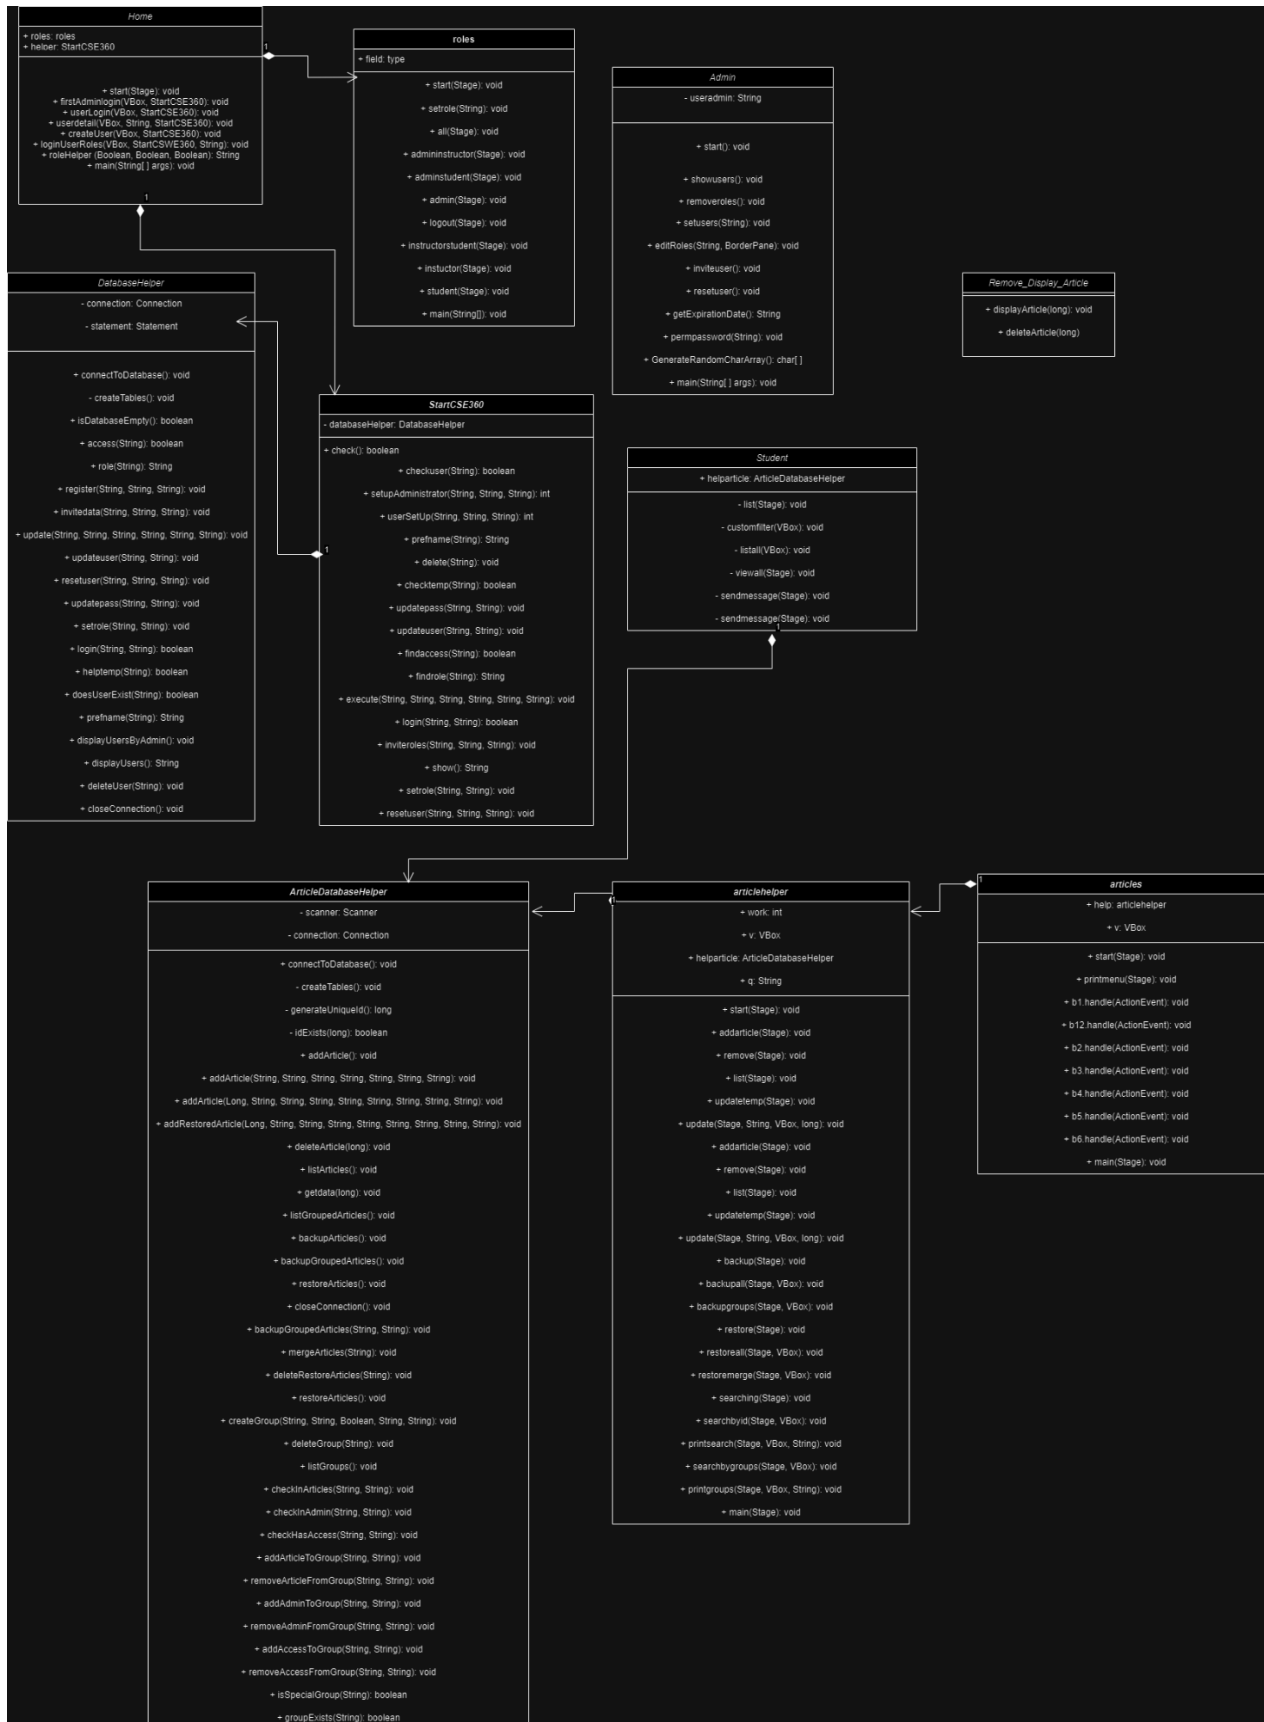 Home
+ roles: roles
+ helper: StartCSE360
1
+ start(Stage): void
+ firstAdminlogin(VBox, StartCSE360): void
+ userLogin(VBox, StartCSE360): void
+ userdetail(VBox, String, StartCSE360): void
+ createUser(VBox, StartCSE360): void
+ loginUserRoles(VBox, StartCSWE360, String): void
+ roleHelper (Boolean, Boolean, Boolean): String
+ main(String[ ] args): void
1
roles
+ field: type
+ start(Stage): void
+ setrole(String): void
+ all(Stage): void
+ admininstructor(Stage): void
+ adminstudent(Stage): void
+ admin(Stage): void
+ logout(Stage): void
+ instructorstudent(Stage): void
+ instuctor(Stage): void
+ student(Stage): void
+ main(String[]): void
Admin
- useradmin: String
+ start(): void
+ showusers(): void
+ removeroles(): void
+ setusers(String): void
+ editRoles(String, BorderPane): void
+ inviteuser(): void
+ resetuser(): void
+ getExpirationDate(): String
+ permpassword(String): void
+ GenerateRandomCharArray(): char[ ]
+ main(String[ ] args): void
Remove_Display_Article
+ displayArticle(long): void
+ deleteArticle(long)
DatabaseHelper
- connection: Connection
- statement: Statement
+ connectToDatabase(): void
- createTables(): void
+ isDatabaseEmpty(): boolean
+ access(String): boolean
+ role(String): String
+ register(String, String, String): void
+ invitedata(String, String, String): void
+ update(String, String, String, String, String, String): void
+ updateuser(String, String): void
+ resetuser(String, String, String): void
+ updatepass(String, String): void
+ setrole(String, String): void
+ login(String, String): boolean
+ helptemp(String): boolean
+ doesUserExist(String): boolean
+ prefname(String): String
+ displayUsersByAdmin(): void
+ displayUsers(): String
+ deleteUser(String): void
+ closeConnection(): void
StartCSE360
- databaseHelper: DatabaseHelper
+ check(): boolean
+ checkuser(String): boolean
+ setupAdministrator(String, String, String): int
+ userSetUp(String, String, String): int
+ prefname(String): String
1
+ delete(String): void
+ checktemp(String): boolean
+ updatepass(String, String): void
+ updateuser(String, String): void
+ findaccess(String): boolean
+ findrole(String): String
+ execute(String, String, String, String, String, String): void
+ login(String, String): boolean
+ inviteroles(String, String, String): void
+ show(): String
+ setrole(String, String): void
+ resetuser(String, String, String): void
Student
+ helparticle: ArticleDatabaseHelper
- list(Stage): void
- customfilter(VBox): void
- listall(VBox): void
- viewall(Stage): void
- sendmessage(Stage): void
- sendmessage(Stage): void
1
ArticleDatabaseHelper
- scanner: Scanner
- connection: Connection
+ connectToDatabase(): void
- createTables(): void
- generateUniqueId(): long
- idExists(long): boolean
+ addArticle(): void
+ addArticle(String, String, String, String, String, String, String): void
+ addArticle(Long, String, String, String, String, String, String, String, String): void
+ addRestoredArticle(Long, String, String, String, String, String, String, String, String): void
+ deleteArticle(long): void
+ listArticles(): void
+ getdata(long): void
+ listGroupedArticles(): void
+ backupArticles(): void
+ backupGroupedArticles(): void
+ restoreArticles(): void
+ closeConnection(): void
+ backupGroupedArticles(String, String): void
+ mergeArticles(String): void
+ deleteRestoreArticles(String): void
+ restoreArticles(): void
+ createGroup(String, String, Boolean, String, String): void
+ deleteGroup(String): void
+ listGroups(): void
+ checkInArticles(String, String): void
+ checkInAdmin(String, String): void
+ checkHasAccess(String, String): void
+ addArticleToGroup(String, String): void
+ removeArticleFromGroup(String, String): void
+ addAdminToGroup(String, String): void
+ removeAdminFromGroup(String, String): void
+ addAccessToGroup(String, String): void
+ removeAccessFromGroup(String, String): void
+ isSpecialGroup(String): boolean
+ groupExists(String): boolean
articlehelper
1
+ work: int
+ v: VBox
+ helparticle: ArticleDatabaseHelper
+ q: String
+ start(Stage): void
+ addarticle(Stage): void
+ remove(Stage): void
+ list(Stage): void
+ updatetemp(Stage): void
+ update(Stage, String, VBox, long): void
+ addarticle(Stage): void
+ remove(Stage): void
+ list(Stage): void
+ updatetemp(Stage): void
+ update(Stage, String, VBox, long): void
+ backup(Stage): void
+ backupall(Stage, VBox): void
+ backupgroups(Stage, VBox): void
+ restore(Stage): void
+ restoreall(Stage, VBox): void
+ restoremerge(Stage, VBox): void
+ searching(Stage): void
+ searchbyid(Stage, VBox): void
+ printsearch(Stage, VBox, String): void
+ searchbygroups(Stage, VBox): void
+ printgroups(Stage, VBox, String): void
+ main(Stage): void
1
articles
+ help: articlehelper
+ v: VBox
+ start(Stage): void
+ printmenu(Stage): void
+ b1.handle(ActionEvent): void
+ b12.handle(ActionEvent): void
+ b2.handle(ActionEvent): void
+ b3.handle(ActionEvent): void
+ b4.handle(ActionEvent): void
+ b5.handle(ActionEvent): void
+ b6.handle(ActionEvent): void
+ main(Stage): void